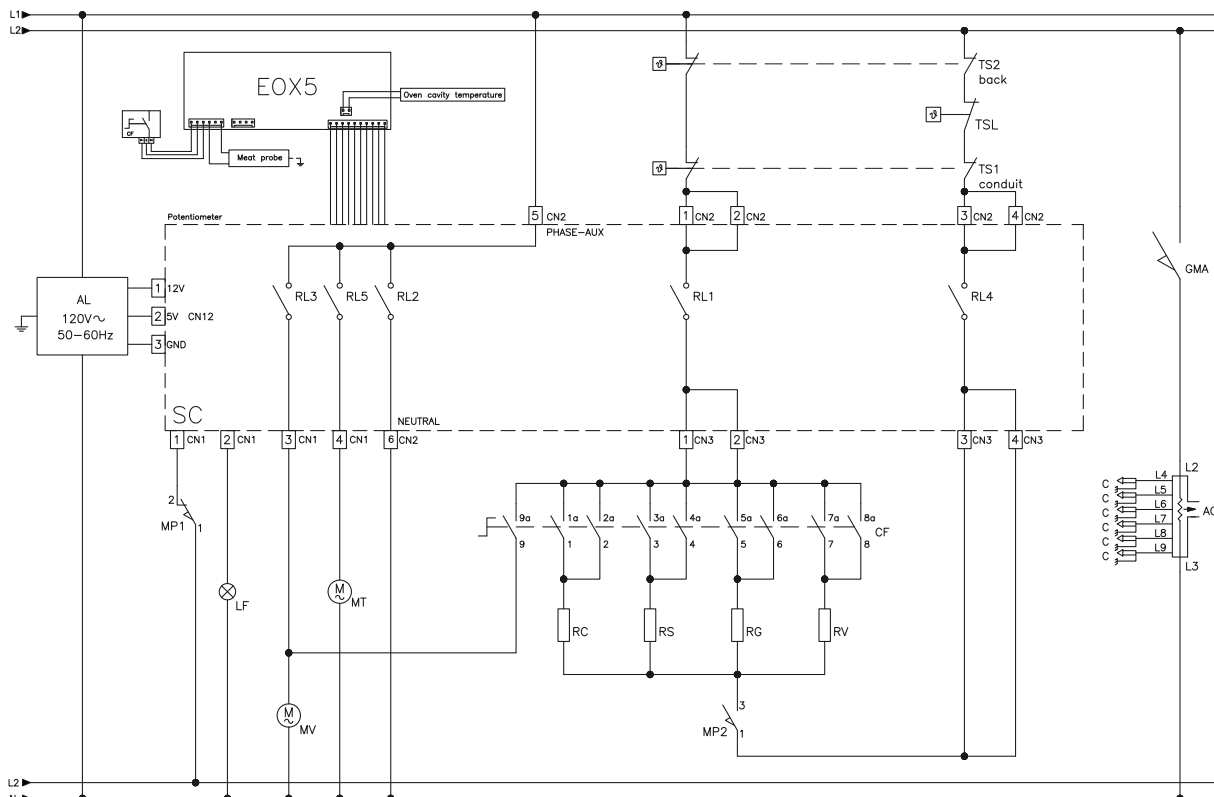 L1
L2
EOX5
Oven cavity temperature
CF
Meat probe
ϑ
TS2
back
ϑ
TSL
ϑ
TS1
conduit
Potentiometer
5 CN2
1 CN2
2 CN2
3 CN2
4 CN2
PHASE-AUX
GMA
AL
120V~
50-60Hz
1 12V
2 5V CN12
3 GND
RL3
RL5
RL2
RL1
RL4
SC
NEUTRAL
1 CN1
2 CN1
3 CN1
4 CN1
6 CN2
1 CN3
2 CN3
3 CN3
4 CN3
L2
C L4
C L5
C L6
C L7
C L8
C L9
AC
L3
2
MP1
1
9a
1a
2a
3a
4a
5a
6a
7a
8a
9
1
2
3
4
5
6
7
8
CF
LF
M~
MT
RC
RS
RG
RV
M~
MV
3
MP2
1
L2